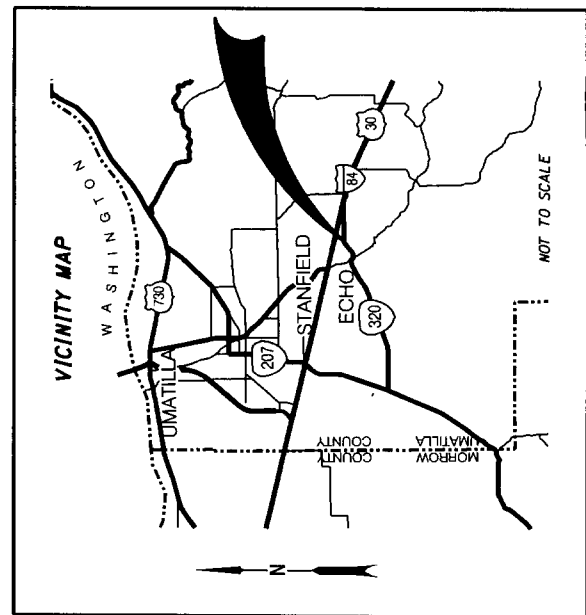 VICINITY MAP
WASHINGTON
730
UMATILLA
207
STANFIELD
84
30
ECHO
320
MORROW COUNTY
UMATILLA COUNTY
N
NOT TO SCALE